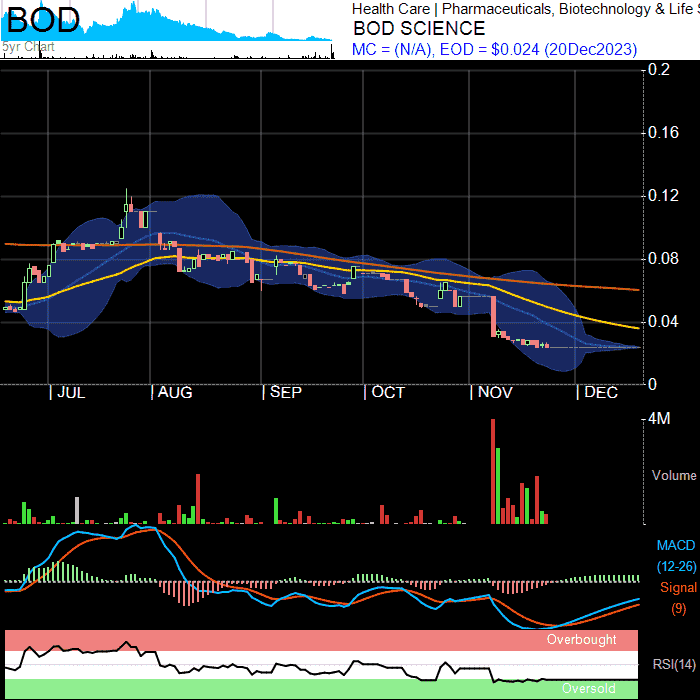 BOD
5yr Chart
Health Care | Pharmaceuticals, Biotechnology & Life S
BOD SCIENCE
MC = (N/A), EOD = $0.024 (20Dec2023)
0.2
0.16
0.12
0.08
0.04
0
| JUL | AUG | SEP | OCT | NOV | DEC
4M
Volume
MACD
(12-26)
Signal
(9)
Overbought
RSI(14)
Oversold